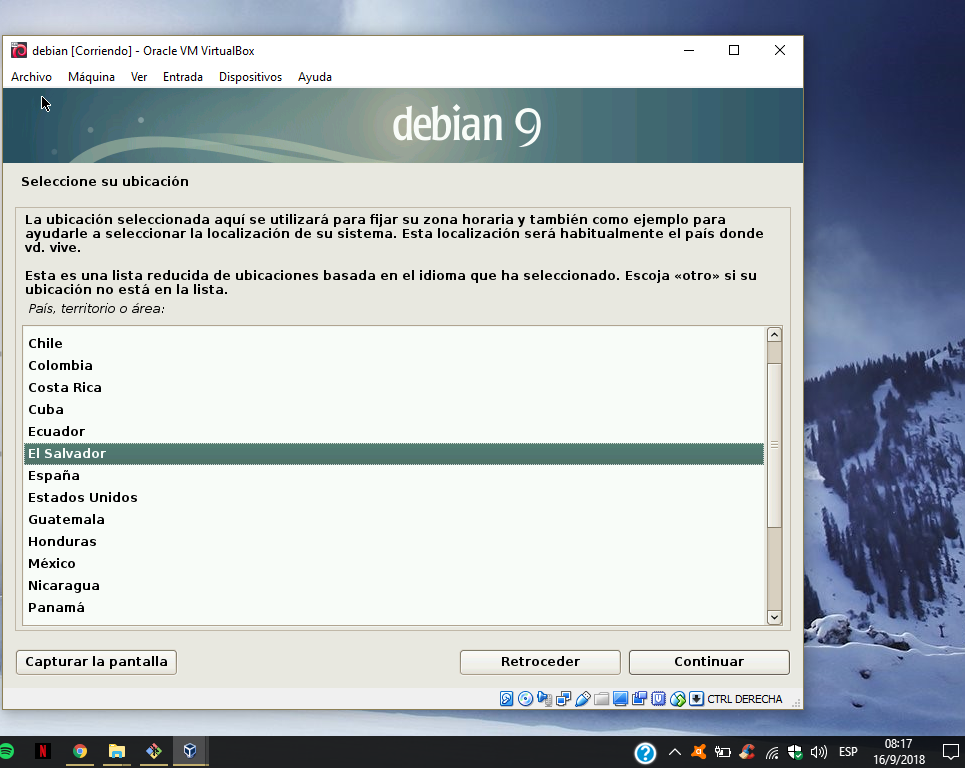 debian [Corriendo] - Oracle VM VirtualBox
Archivo Máquina Ver Entrada Dispositivos Ayuda
debian 9
Seleccione su ubicación
La ubicación seleccionada aquí se utilizará para fijar su zona horaria y también como ejemplo para
ayudarle a seleccionar la localización de su sistema. Esta localización será habitualmente el país donde
vd. vive.
Esta es una lista reducida de ubicaciones basada en el idioma que ha seleccionado. Escoja «otro» si su
ubicación no está en la lista.
País, territorio o área:
Chile
Colombia
Costa Rica
Cuba
Ecuador
El Salvador
España
Estados Unidos
Guatemala
Honduras
México
Nicaragua
Panamá
Capturar la pantalla Retroceder Continuar
CTRL DERECHA
N ? ESP 08:17
16/9/2018